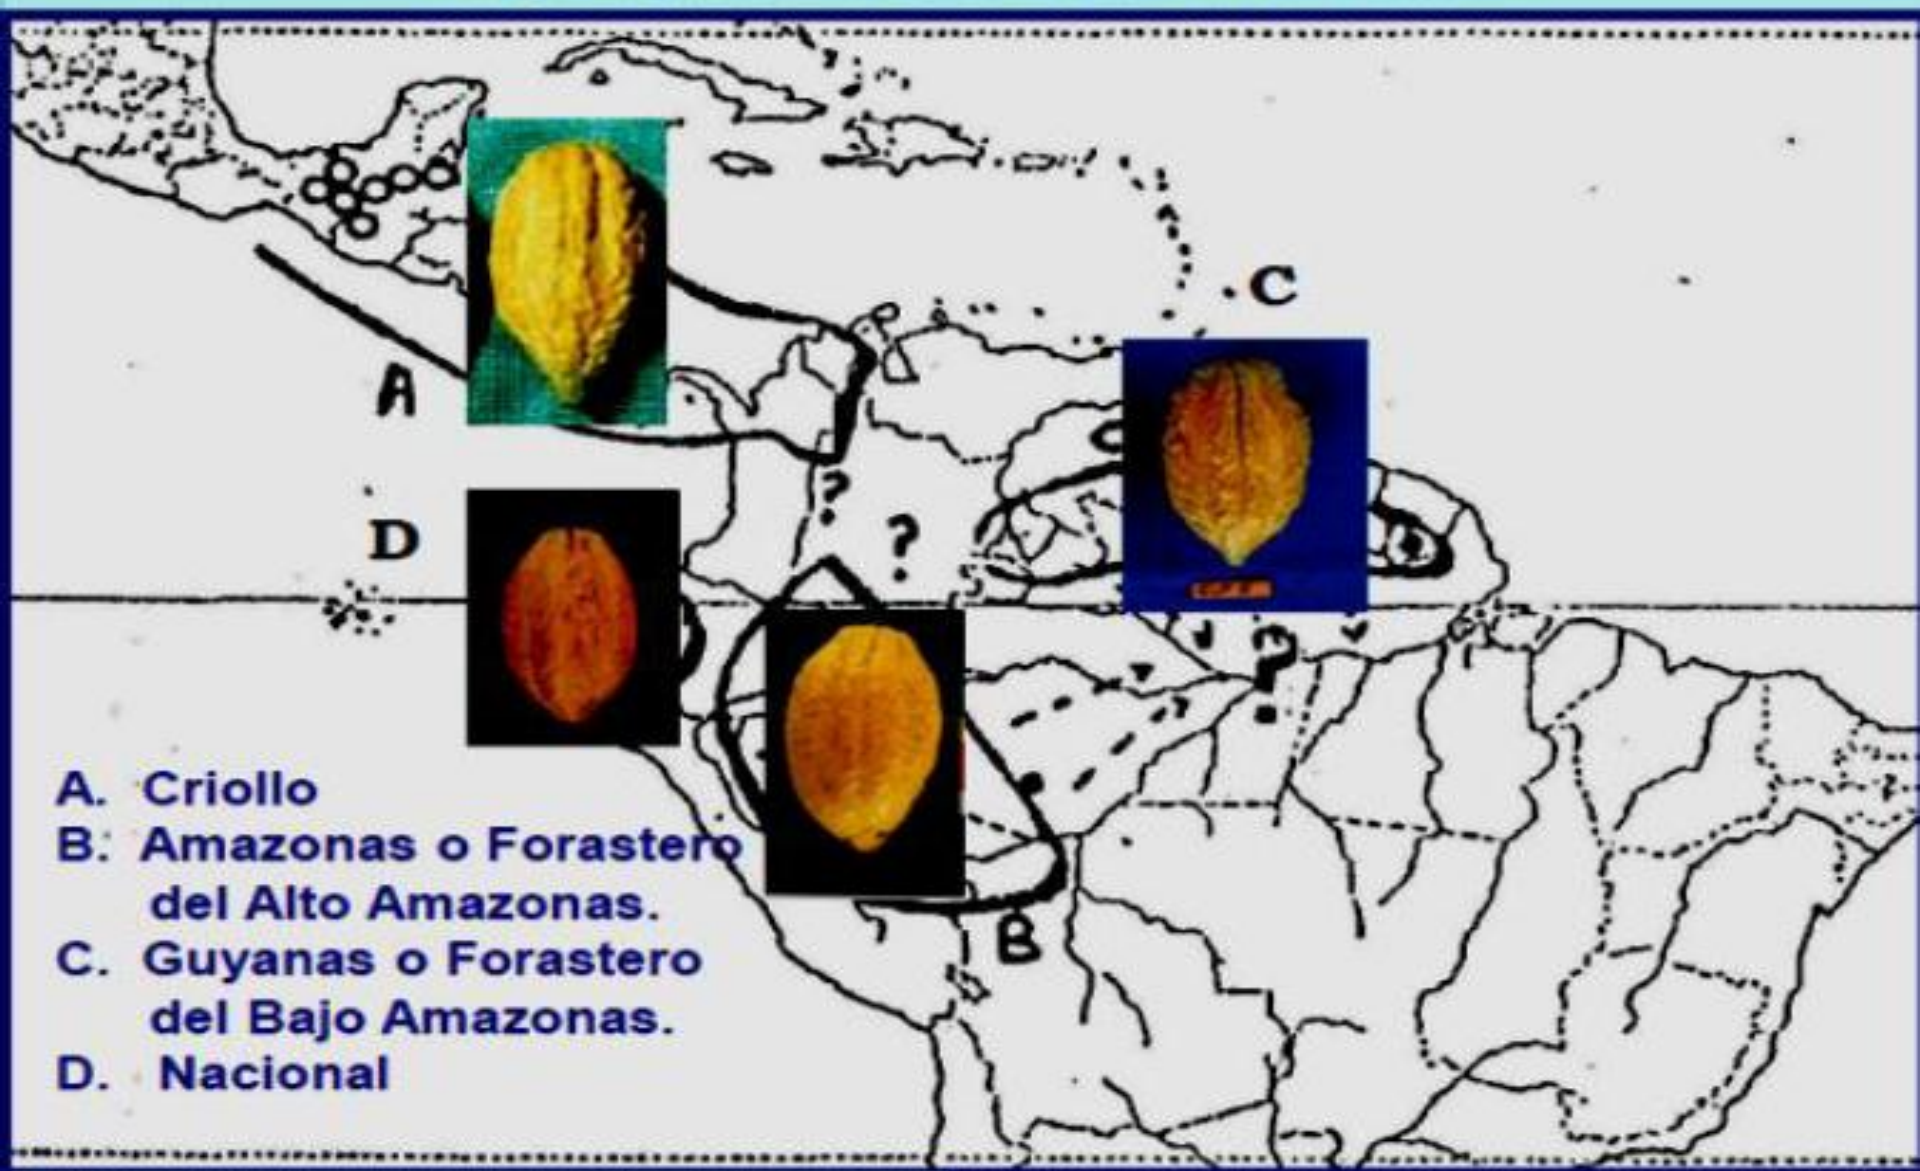 C
A
?
C
D
?
?
A. Criollo
B. Amazonas o Forastero
del Alto Amazonas.
C. Guyanas o Forastero
del Bajo Amazonas.
D. Nacional
B